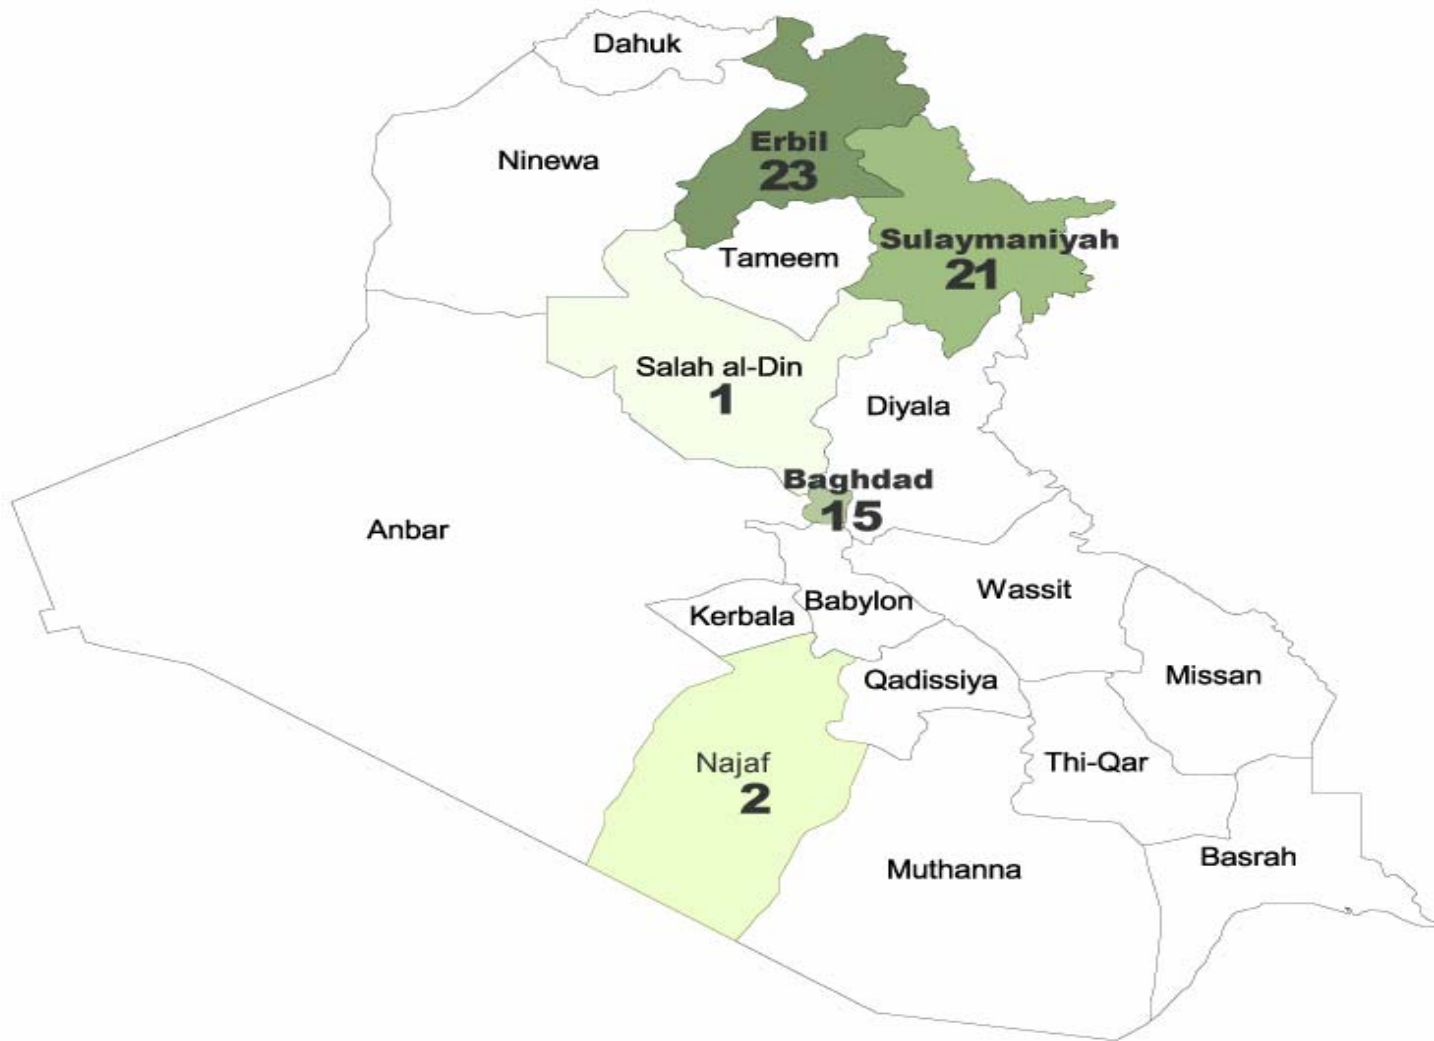 Dahuk
Erbil
23
Ninewa
Sulaymaniyah
21
Tameem
Salah al-Din
1
Diyala
Baghdad
15
Anbar
Wassit
Babylon
Kerbala
Missan
Qadissiya
Najaf
2
Thi-Qar
Basrah
Muthanna